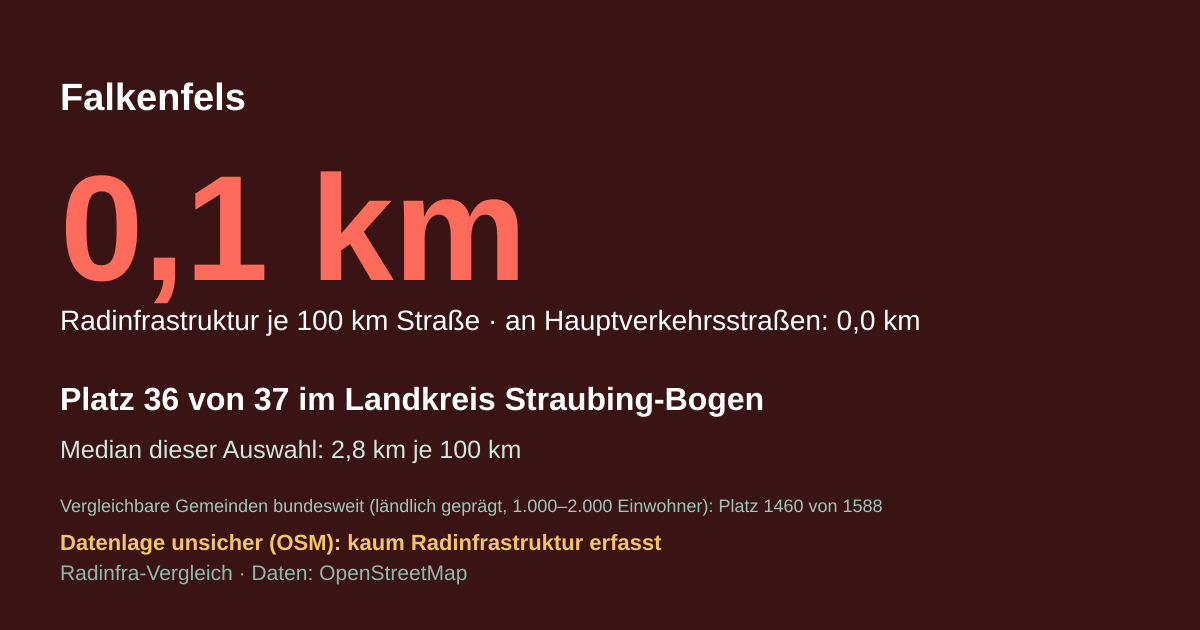 Falkenfels
0,1 km
Radinfrastruktur je 100 km Straße · an Hauptverkehrsstraßen: 0,0 km
Platz 36 von 37 im Landkreis Straubing-Bogen
Median dieser Auswahl: 2,8 km je 100 km
Vergleichbare Gemeinden bundesweit (ländlich geprägt, 1.000–2.000 Einwohner): Platz 1460 von 1588
Datenlage unsicher (OSM): kaum Radinfrastruktur erfasst
Radinfra-Vergleich · Daten: OpenStreetMap